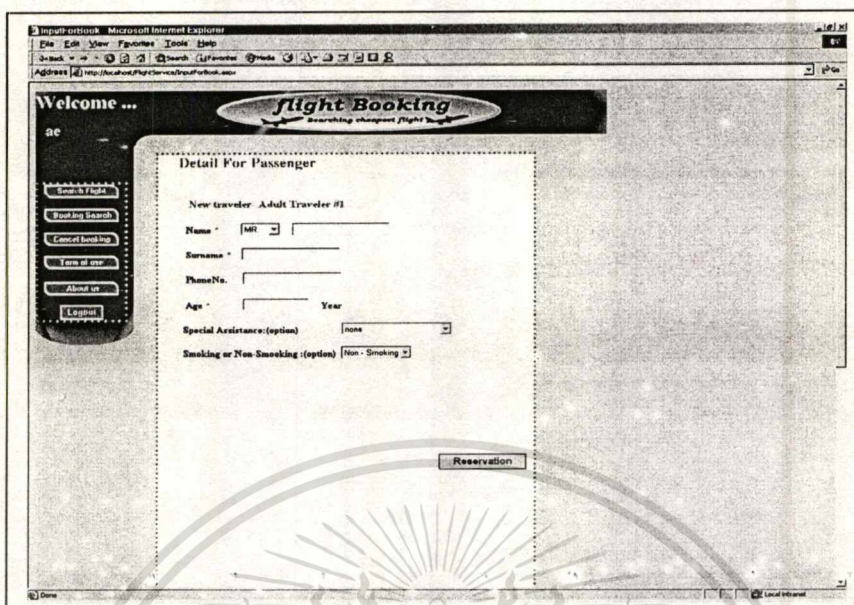 InputForBook Microsoft Internet Explorer
File Edit View Favorites Tools Help
Back Search Favorites Media
Address http://localhost/FlightService/InputForBook.aspx Go
Welcome ...
ae
flight Booking
Searching cheapest flight
Search Flight
Booking Search
Cancel booking
Term of use
About us
Logout
Detail For Passenger
New traveler Adult Traveler #1
Name * MR
Surname *
PhoneNo.
Age * Year
Special Assistance:(option) none
Smoking or Non-Smooking :(option) Non - Smoking
Reservation
Done Local intranet